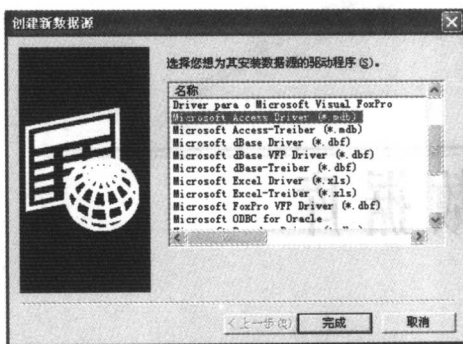 创建新数据源
选择您想为其安装数据源的驱动程序(S)。
名称
Driver para o Microsoft Visual FoxPro
Microsoft Access Driver (*.mdb)
Microsoft Access-Treiber (*.mdb)
Microsoft dBase Driver (*.dbf)
Microsoft dBase VFP Driver (*.dbf)
Microsoft dBase-Treiber (*.dbf)
Microsoft Excel Driver (*.xls)
Microsoft Excel-Treiber (*.xls)
Microsoft FoxPro VFP Driver (*.dbf)
Microsoft ODBC for Oracle
<上一步(B) 完成 取消